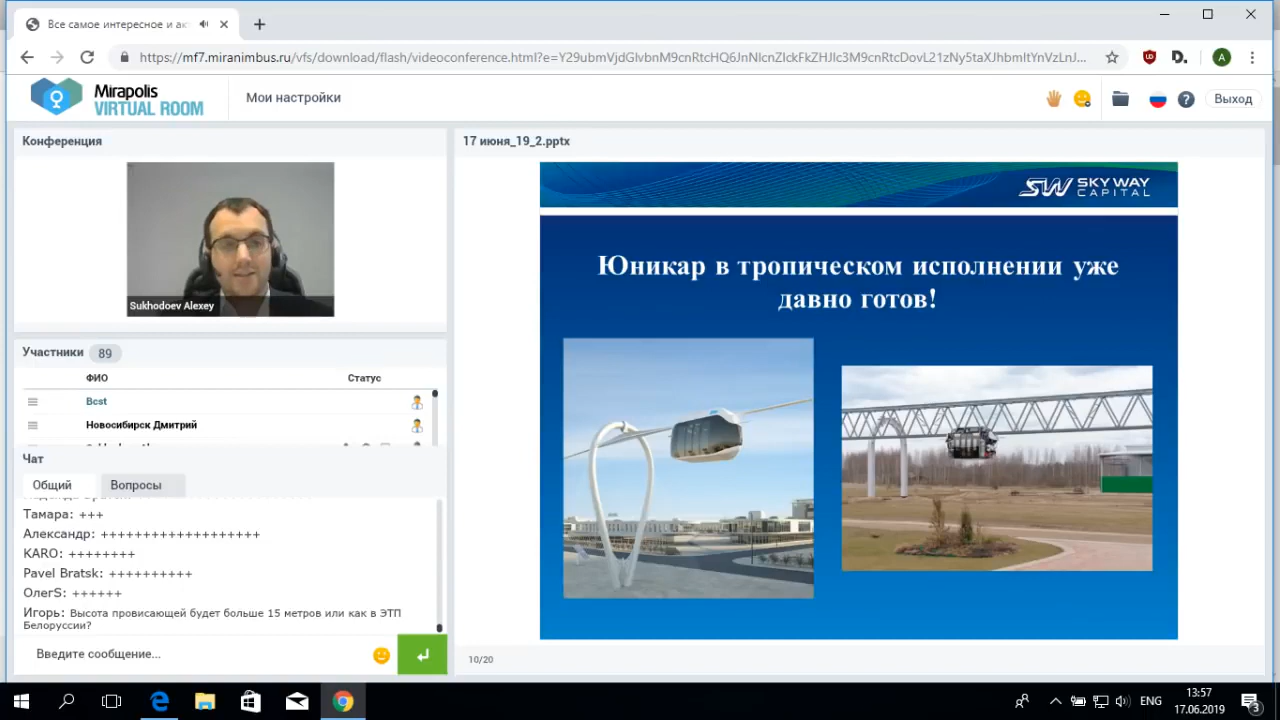 Все самое интересное и ак
https://mf7.miranimbus.ru/vfs/download/flash/videoconference.html?e=Y29ubmVjdGlvbnM9cnRtcHQ6JnNlcnZlckFkZHJlc3M9cnRtcDovL21zNy5taXJhbmltYnVzLnJ...
Mirapolis
VIRTUAL ROOM
Мои настройки
Выход
Конференция
17 июня_19_2.pptx
Sukhodoev Alexey
SW SKY WAY
CAPITAL
Юникар в тропическом исполнении уже
давно готов!
Участники 89
ФИО Статус
Bcst
Новосибирск Дмитрий
Чат
Общий Вопросы
Тамара: +++
Александр: +++++++++++++++++++
KARO: ++++++++
Pavel Bratsk: ++++++++++
ОлегS: ++++++
Игорь: Высота провисающей будет больше 15 метров или как в ЭТП
Белоруссии?
Введите сообщение...
10/20
ENG
13:57
17.06.2019
3